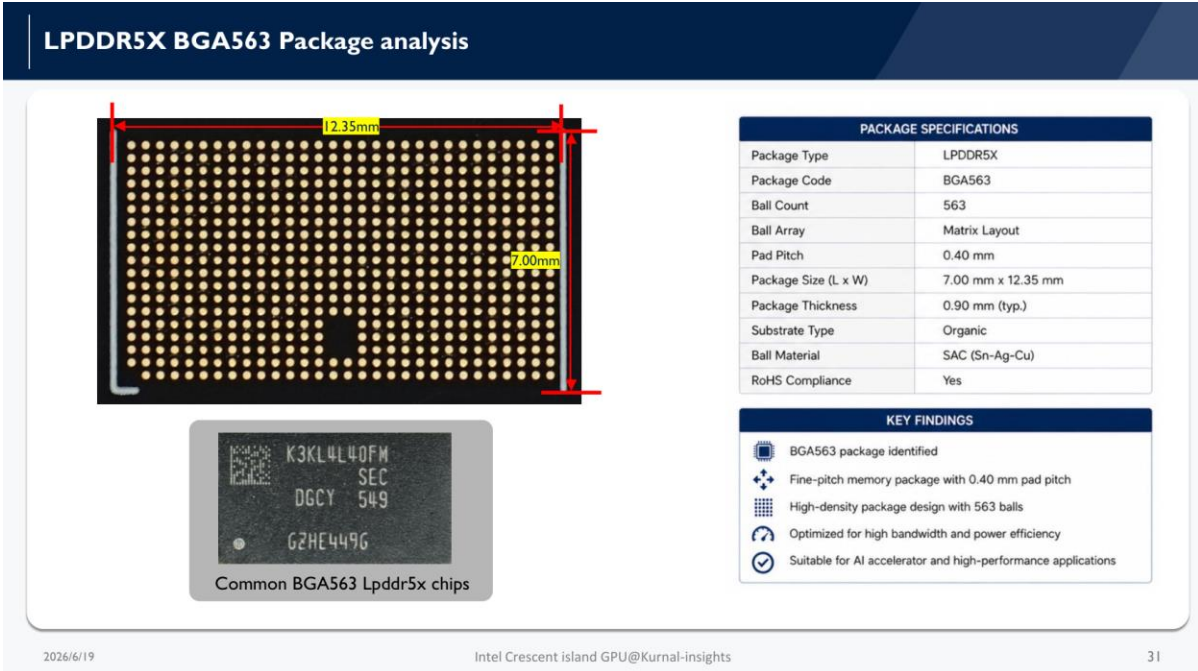 LPDDR5X BGA563 Package analysis
12.35mm
7.00mm
K3KL4L40FM
SEC
DGCY 549
GZHE449G
Common BGA563 Lpddr5x chips
PACKAGE SPECIFICATIONS
Package Type LPDDR5X
Package Code BGA563
Ball Count 563
Ball Array Matrix Layout
Pad Pitch 0.40 mm
Package Size (L x W) 7.00 mm x 12.35 mm
Package Thickness 0.90 mm (typ.)
Substrate Type Organic
Ball Material SAC (Sn-Ag-Cu)
RoHS Compliance Yes
KEY FINDINGS
BGA563 package identified
Fine-pitch memory package with 0.40 mm pad pitch
High-density package design with 563 balls
Optimized for high bandwidth and power efficiency
Suitable for AI accelerator and high-performance applications
2026/6/19
Intel Crescent island GPU@Kurnal-insights
31